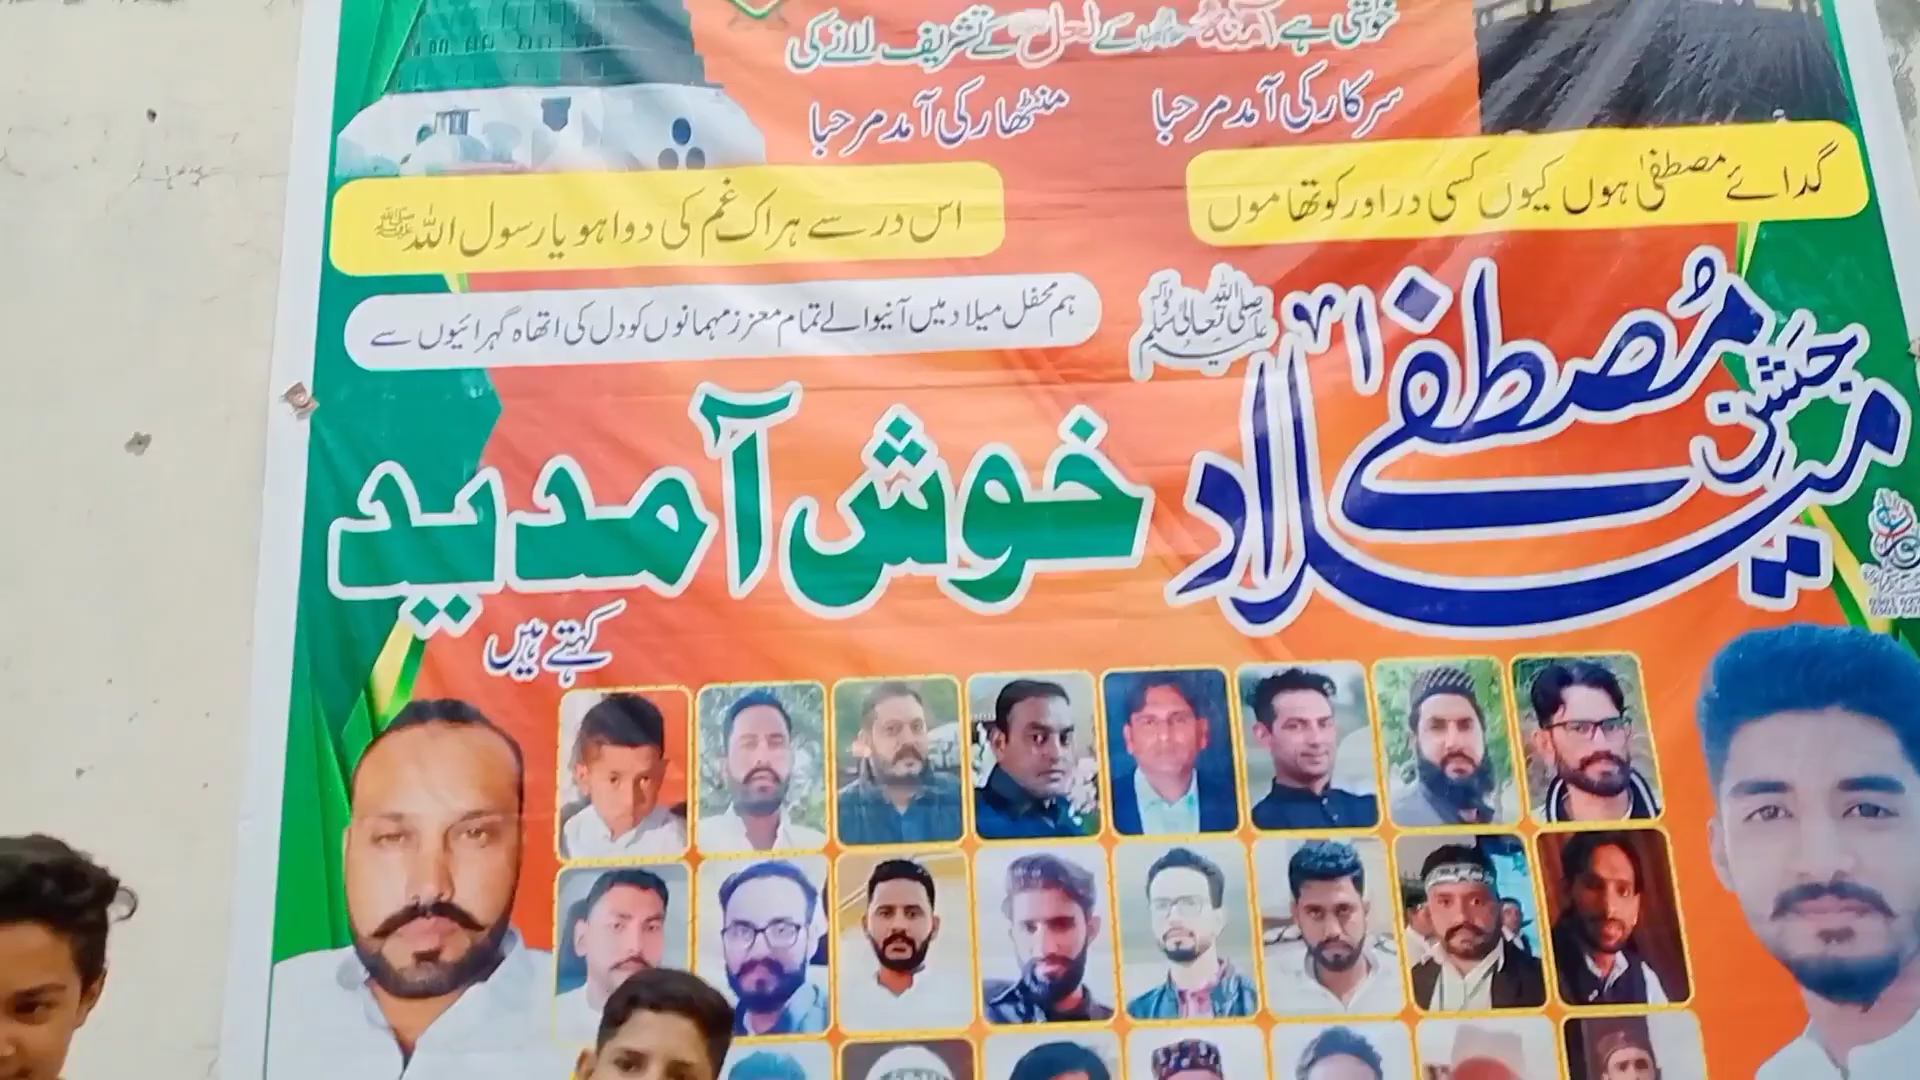 خوشی ہے آمنہؓ کے لعل کے تشریف لانے کی
سرکار کی آمد مرحبا
منٹھار کی آمد مرحبا
گدائے مصطفیٰ ہوں کیوں کسی در اور کو تھاموں
اس در سے ہر اک غم کی دوا ہو یا رسول اللہ ﷺ
جشن
میلاد مصطفےٰ
صلی اللہ تعالیٰ علیہ وآلہ وسلم
ہم محفل میلاد میں آنیوالے تمام معزز مہمانوں کو دل کی اتھاہ گہرائیوں سے
خوش آمدید
کہتے ہیں